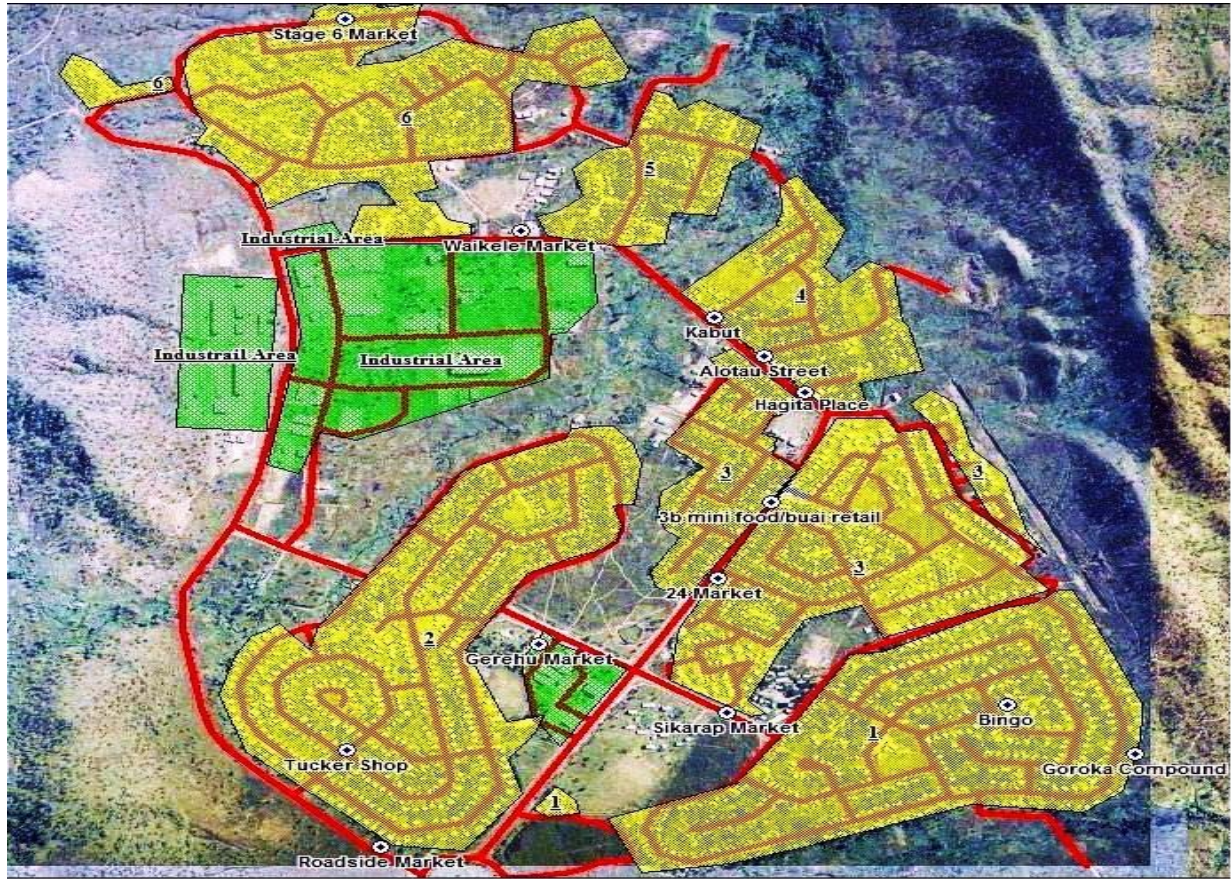 Stage 6 Market
6
6
5
Industrial Area
Waikele Market
4
Kabut
Industrail Area
Industrial Area
Alotau Street
Hagita Place
3
3
3b mini food/buai retail
3
24 Market
2
Gerehu Market
Sikarap Market
Bingo
1
Tucker Shop
Goroka Compound
1
Roadside Market